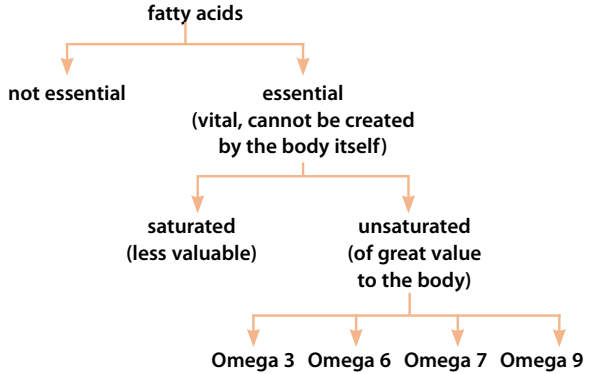 fatty acids
not essential
essential
(vital, cannot be created
by the body itself)
saturated
(less valuable)
unsaturated
(of great value
to the body)
Omega 3
Omega 6
Omega 7
Omega 9